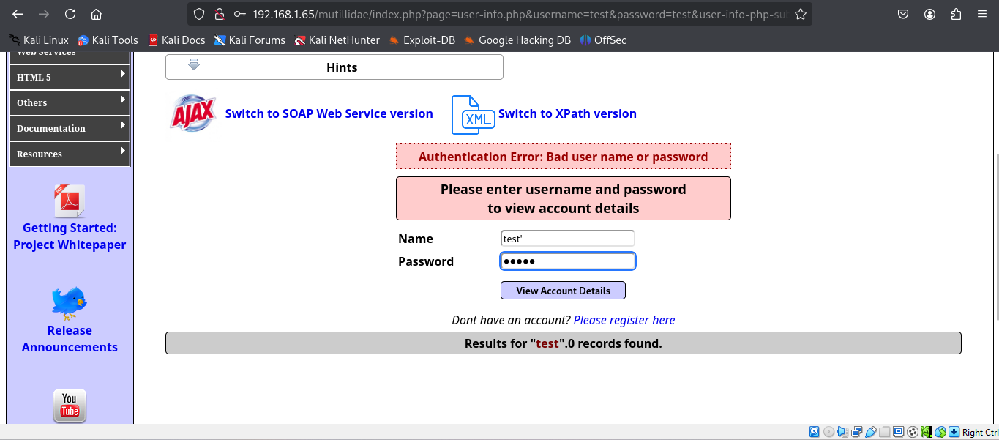 192.168.1.65/mutillidae/index.php?page=user-info.php&username=test&password=test&user-info-php-su
Kali Linux Kali Tools Kali Docs Kali Forums Kali NetHunter Exploit-DB Google Hacking DB OffSec
Web Services
HTML 5
Others
Documentation
Resources
Getting Started:
Project Whitepaper
Release
Announcements
You
Tube
Hints
AJAX Switch to SOAP Web Service version XML Switch to XPath version
Authentication Error: Bad user name or password
Please enter username and password
to view account details
Name test'
Password •••••
View Account Details
Dont have an account? Please register here
Results for "test".0 records found.
Right Ctrl